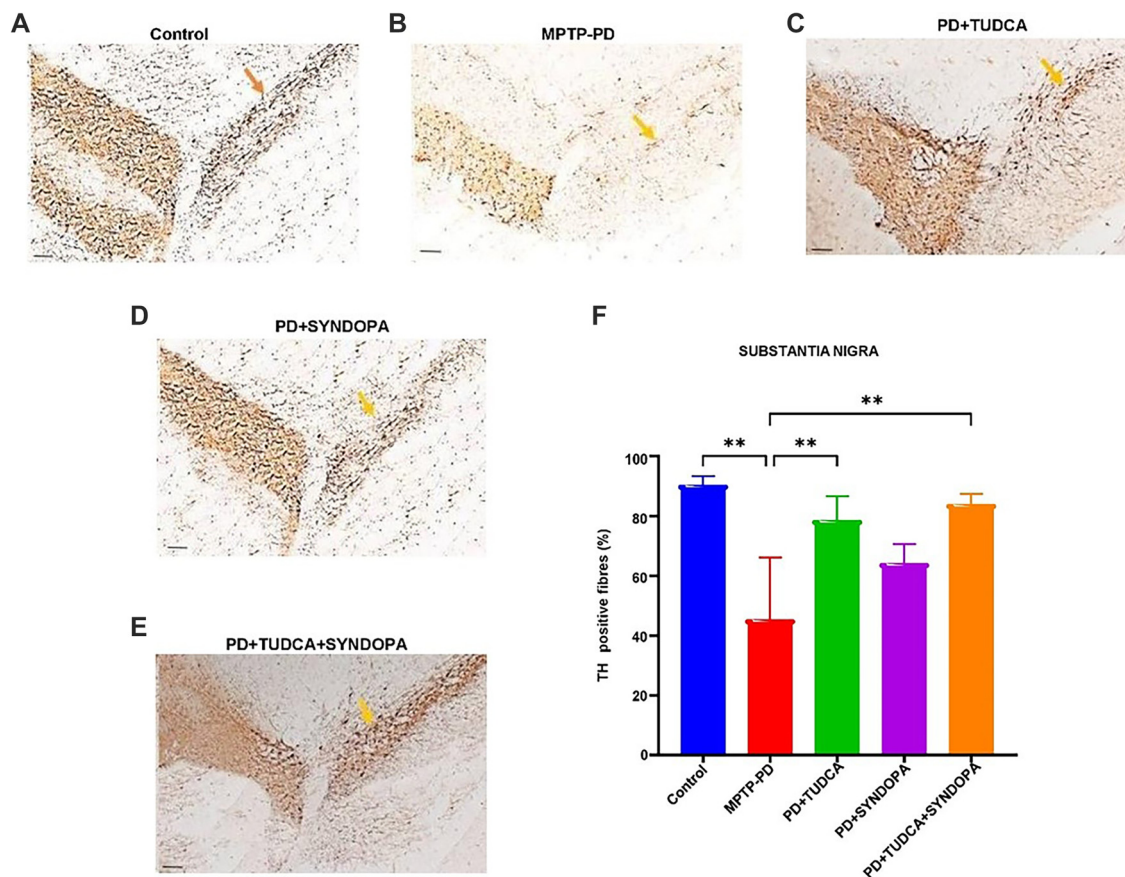 A
Control
B
MPTP-PD
C
PD+TUDCA
D
PD+SYNDOPA
E
PD+TUDCA+SYNDOPA
F
SUBSTANTIA NIGRA
**
** **
TH positive fibres (%)
100
80
60
40
20
0
Control
MPTP-PD
PD+TUDCA
PD+SYNDOPA
PD+TUDCA+SYNDOPA